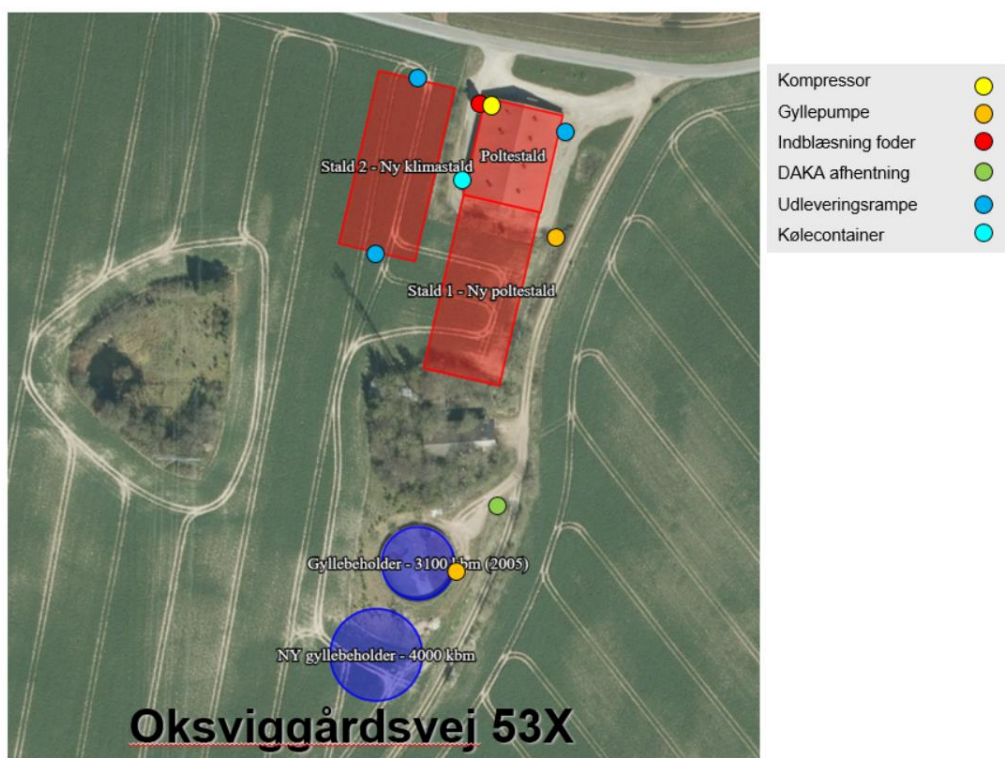 Kompressor
Gyllepumpe
Indblæsning foder
DAKA afhentning
Udleveringsrampe
Kølecontainer
Poltestald
Stald 2 - Ny klimastald
Stald 1 - Ny poltestald
Gyllebeholder - 3100 kbm (2005)
NY gyllebeholder - 4000 kbm
Oksviggårdsvej 53X